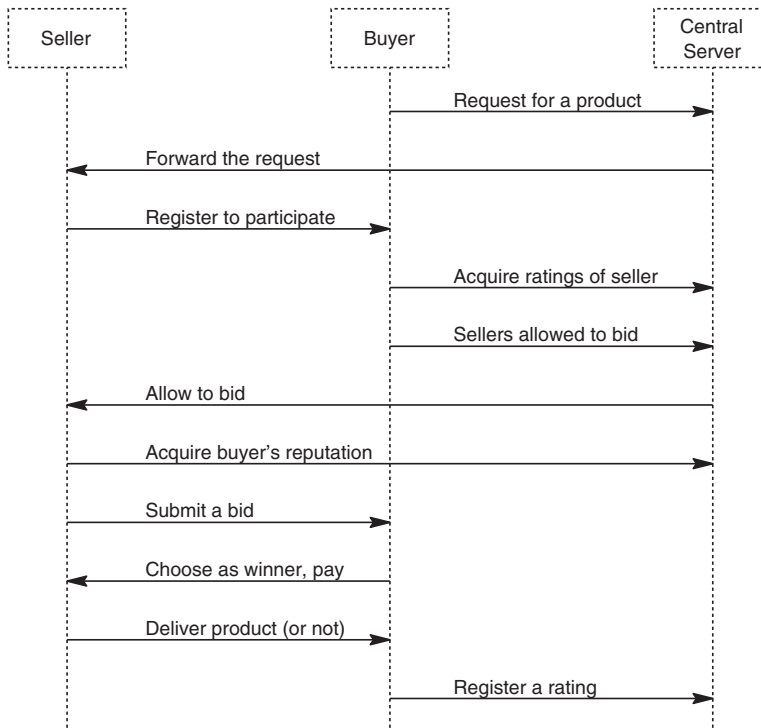 Seller
Buyer
Central
Server
Request for a product
Forward the request
Register to participate
Acquire ratings of seller
Sellers allowed to bid
Allow to bid
Acquire buyer’s reputation
Submit a bid
Choose as winner, pay
Deliver product (or not)
Register a rating